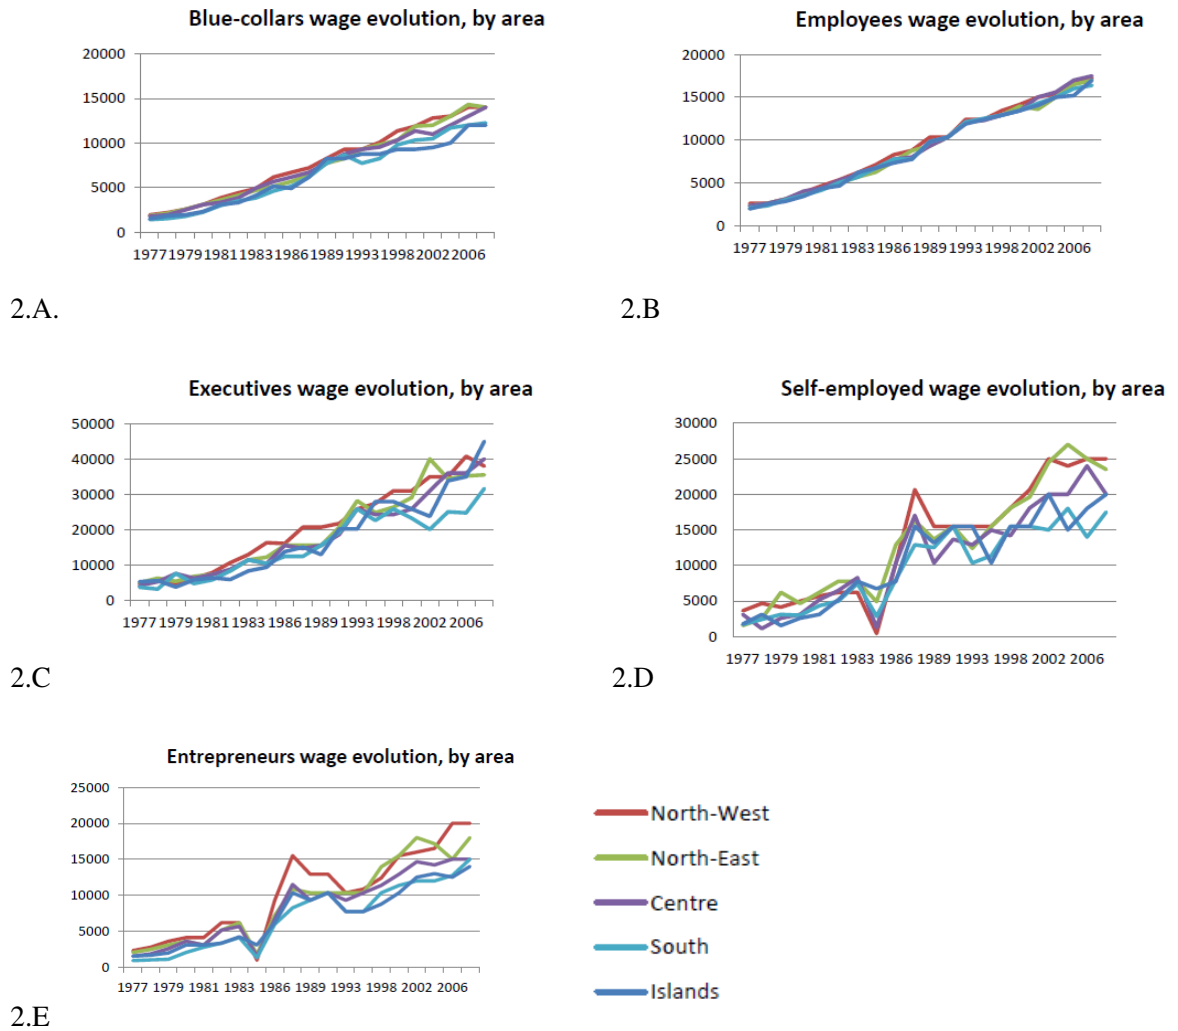 Blue-collars wage evolution, by area
20000
15000
10000
5000
0
1977 1979 1981 1983 1986 1989 1993 1998 2002 2006
2.A.
Employees wage evolution, by area
20000
15000
10000
5000
0
1977 1979 1981 1983 1986 1989 1993 1998 2002 2006
2.B
Executives wage evolution, by area
50000
40000
30000
20000
10000
0
1977 1979 1981 1983 1986 1989 1993 1998 2002 2006
2.C
Self-employed wage evolution, by area
30000
25000
20000
15000
10000
5000
0
1977 1979 1981 1983 1986 1989 1993 1998 2002 2006
2.D
Entrepreneurs wage evolution, by area
25000
20000
15000
10000
5000
0
1977 1979 1981 1983 1986 1989 1993 1998 2002 2006
2.E
North-West
North-East
Centre
South
Islands